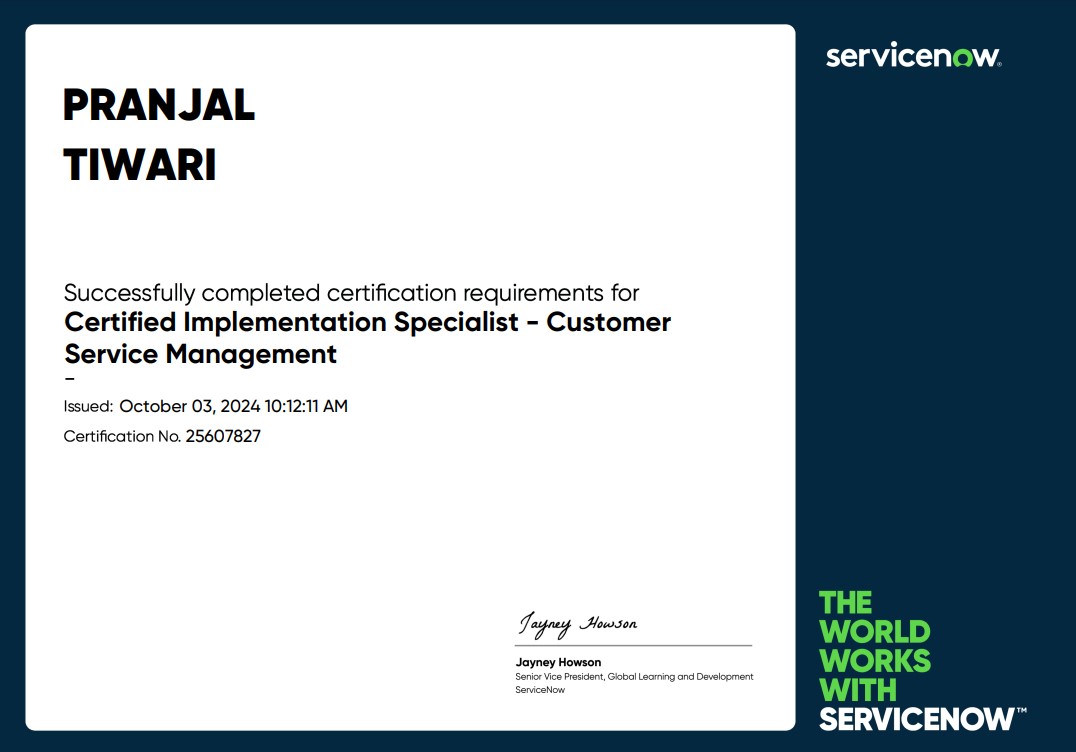 PRANJAL
TIWARI
Successfully completed certification requirements for
Certified Implementation Specialist - Customer
Service Management
-
Issued: October 03, 2024 10:12:11 AM
Certification No. 25607827
Jayney Howson
Jayney Howson
Senior Vice President, Global Learning and Development
ServiceNow
servicenow®
THE
WORLD
WORKS
WITH
SERVICENOW™